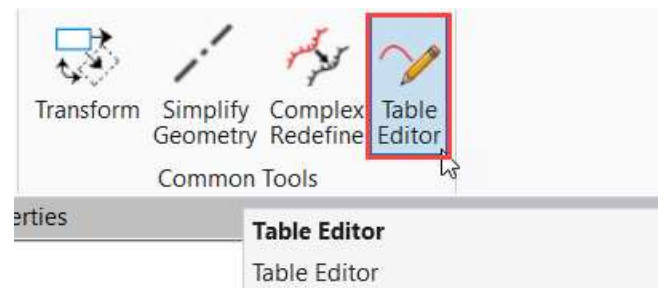 Transform Simplify Complex Table
Geometry Redefine Editor
Common Tools
erties
Table Editor
Table Editor